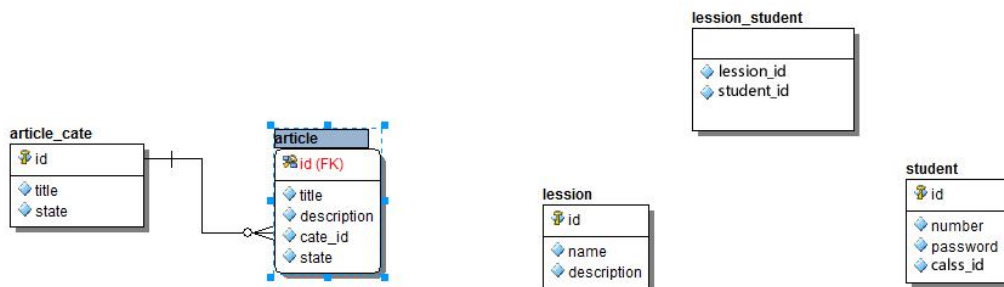 lession_student
lession_id
student_id
article_cate
id
title
state
article
id (FK)
title
description
cate_id
state
lession
id
name
description
student
id
number
password
calss_id